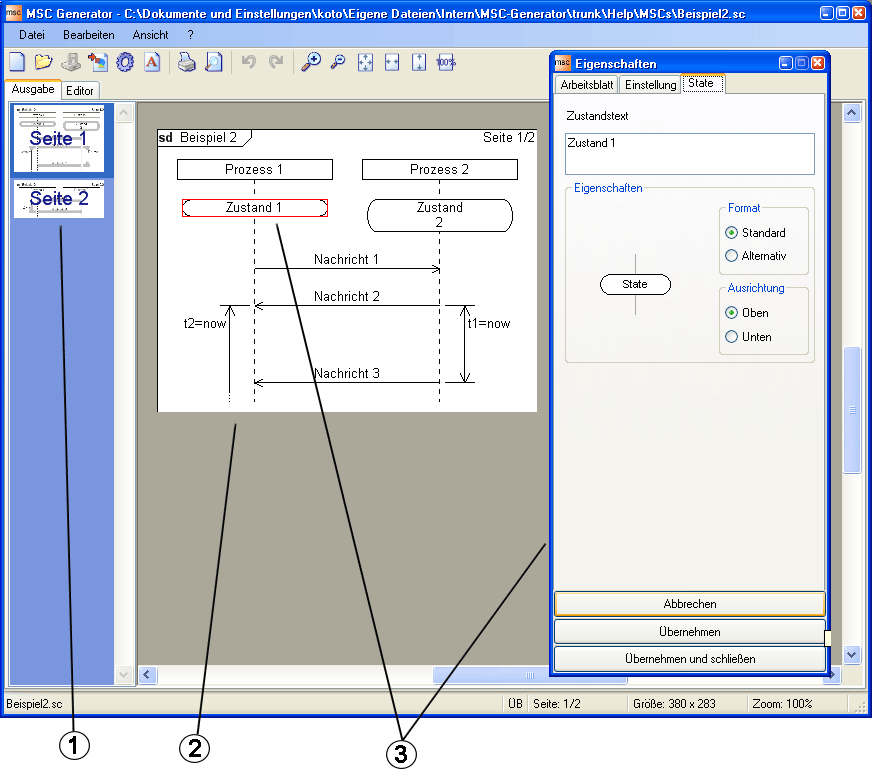 msc MSC Generator - C:\Dokumente und Einstellungen\koto\Eigene Dateien\Intern\MSC-Generator\trunk\Help\MSCs\Beispiel2.sc
Datei Bearbeiten Ansicht ?
A 100%
Ausgabe Editor
Seite 1
Seite 2
sd Beispiel 2 Seite 1/2
Prozess 1 Prozess 2
Zustand 1 Zustand
2
Nachricht 1
Nachricht 2
t2=now t1=now
Nachricht 3
msc Eigenschaften
Arbeitsblatt Einstellung State
Zustandstext
Zustand 1
Eigenschaften
Format
Standard
Alternativ
State
Ausrichtung
Oben
Unten
Abbrechen
Übernehmen
Übernehmen und schließen
Beispiel2.sc ÜB Seite: 1/2 Größe: 380 x 283 Zoom: 100%
1 2 3